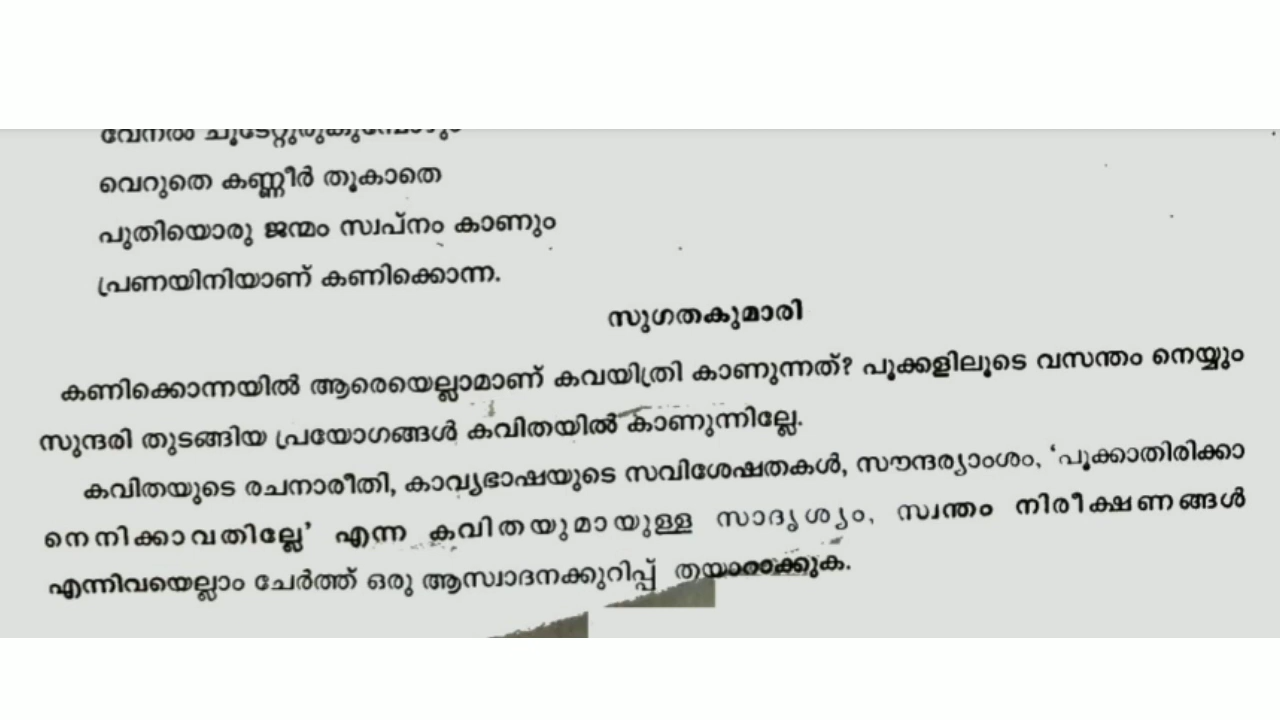 വേനൽ
വെറുതെ കണ്ണീർ തൂകാതെ
പുതിയൊരു ജന്മം സ്വപ്നം കാണും
പ്രണയിനിയാണ് കണിക്കൊന്ന.
സുഗതകുമാരി
കണിക്കൊന്നയിൽ ആരെയെല്ലാമാണ് കവയിത്രി കാണുന്നത്? പൂക്കളിലൂടെ വസന്തം നെയ്യും
സുന്ദരി തുടങ്ങിയ പ്രയോഗങ്ങൾ കവിതയിൽ കാണുന്നില്ലേ.
കവിതയുടെ രചനാരീതി, കാവ്യഭാഷയുടെ സവിശേഷതകൾ, സൗന്ദര്യാംശം, 'പൂക്കാതിരിക്കാ
നെനിക്കാവതില്ലേ' എന്ന കവിതയുമായുള്ള സാദൃശ്യം, സ്വന്തം നിരീക്ഷണങ്ങൾ
എന്നിവയെല്ലാം ചേർത്ത് ഒരു ആസ്വാദനക്കുറിപ്പ് തയാറാക്കുക.